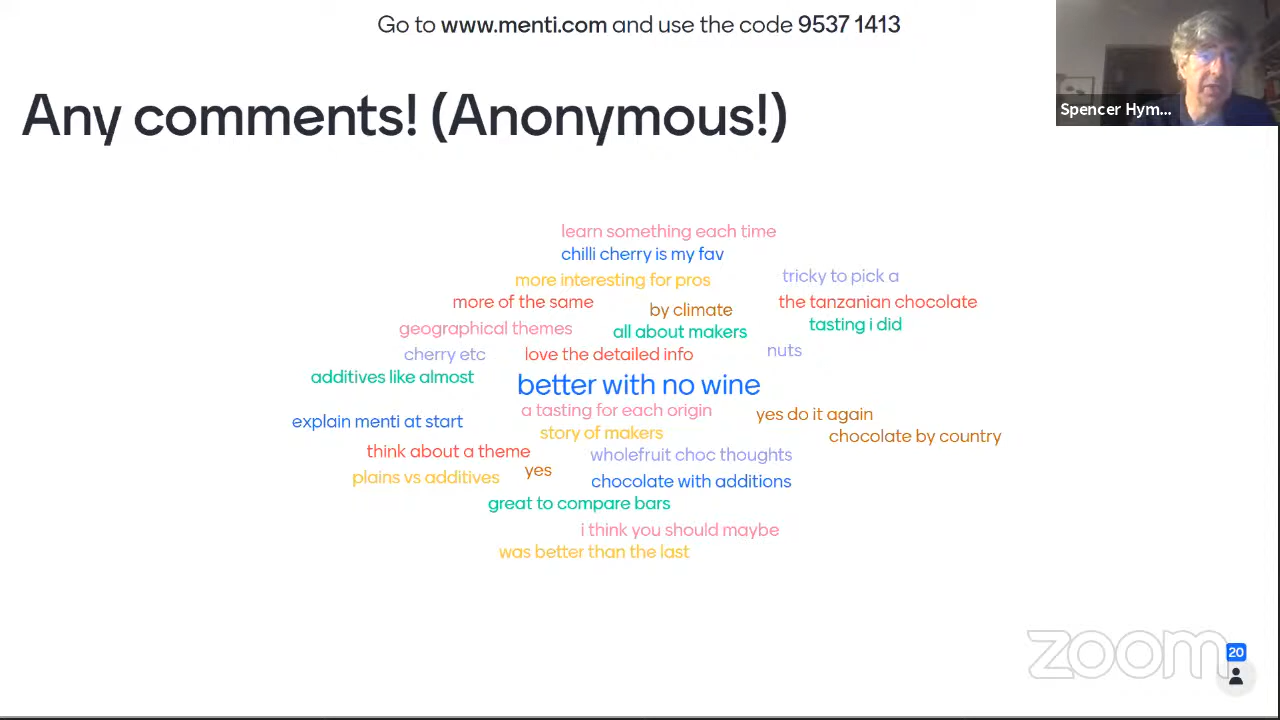 Go to www.menti.com and use the code 9537 1413
Spencer Hym...
Any comments! (Anonymous!)
learn something each time
chilli cherry is my fav
more interesting for pros
tricky to pick a
more of the same
by climate
the tanzanian chocolate
geographical themes
all about makers
tasting i did
cherry etc
love the detailed info
nuts
additives like almost
better with no wine
a tasting for each origin
yes do it again
explain menti at start
story of makers
chocolate by country
think about a theme
wholefruit choc thoughts
plains vs additives
yes
chocolate with additions
great to compare bars
i think you should maybe
was better than the last
zoom
20